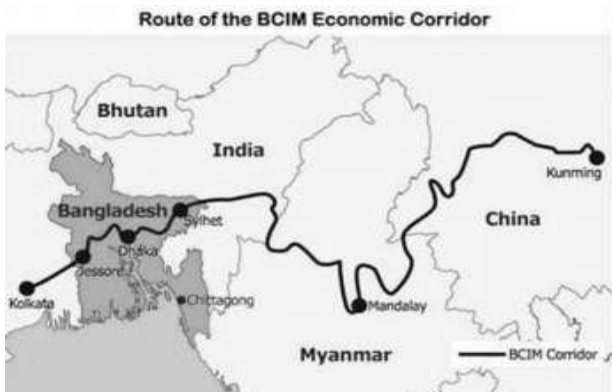 Route of the BCIM Economic Corridor
Bhutan
India
Kunming
Bangladesh
Sylhet
China
Dhaka
Jessore
Kolkata
Chittagong
Mandalay
Myanmar
BCIM Corridor